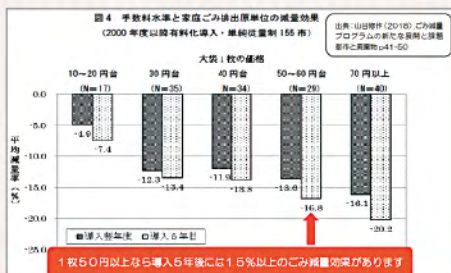 図4 手数料水準と家庭ごみ排出原単位の減量効果
(2000年度以降有料化導入・単純従量制 155市)
出典:山谷修作(2016).ごみ減量
プログラムの新たな展開と課題
都市と廃棄物 p41-50
大袋1枚の価格
10~20円台 30円台 40円台 50~60円台 70円以上
(N=17) (N=35) (N=34) (N=29) (N=40)
0.0
-5.0
-10.0
-15.0
-20.0
-25.0
平均減量率(%)
-4.9
-7.4
-12.3
-13.4
-11.9
-13.8
-13.6
-16.8
-16.1
-20.2
導入翌年度 導入5年目
1枚50円以上なら導入5年後には15%以上のごみ減量効果があります